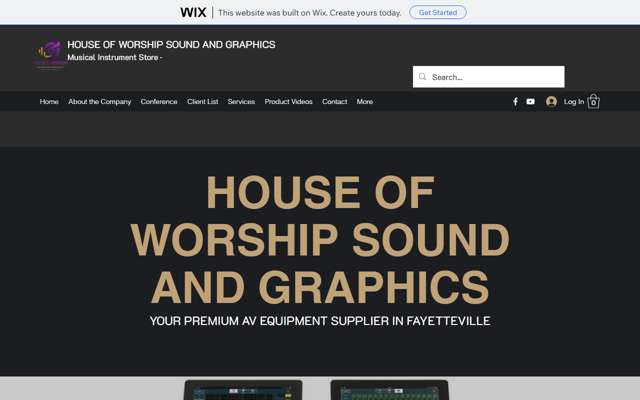 WIX
This website was built on Wix. Create yours today.
Get Started
HOUSE OF WORSHIP SOUND AND GRAPHICS
Musical Instrument Store -
Search...
Home
About the Company
Conference
Client List
Services
Product Videos
Contact
More
Log In
0
HOUSE OF
WORSHIP SOUND
AND GRAPHICS
YOUR PREMIUM AV EQUIPMENT SUPPLIER IN FAYETTEVILLE